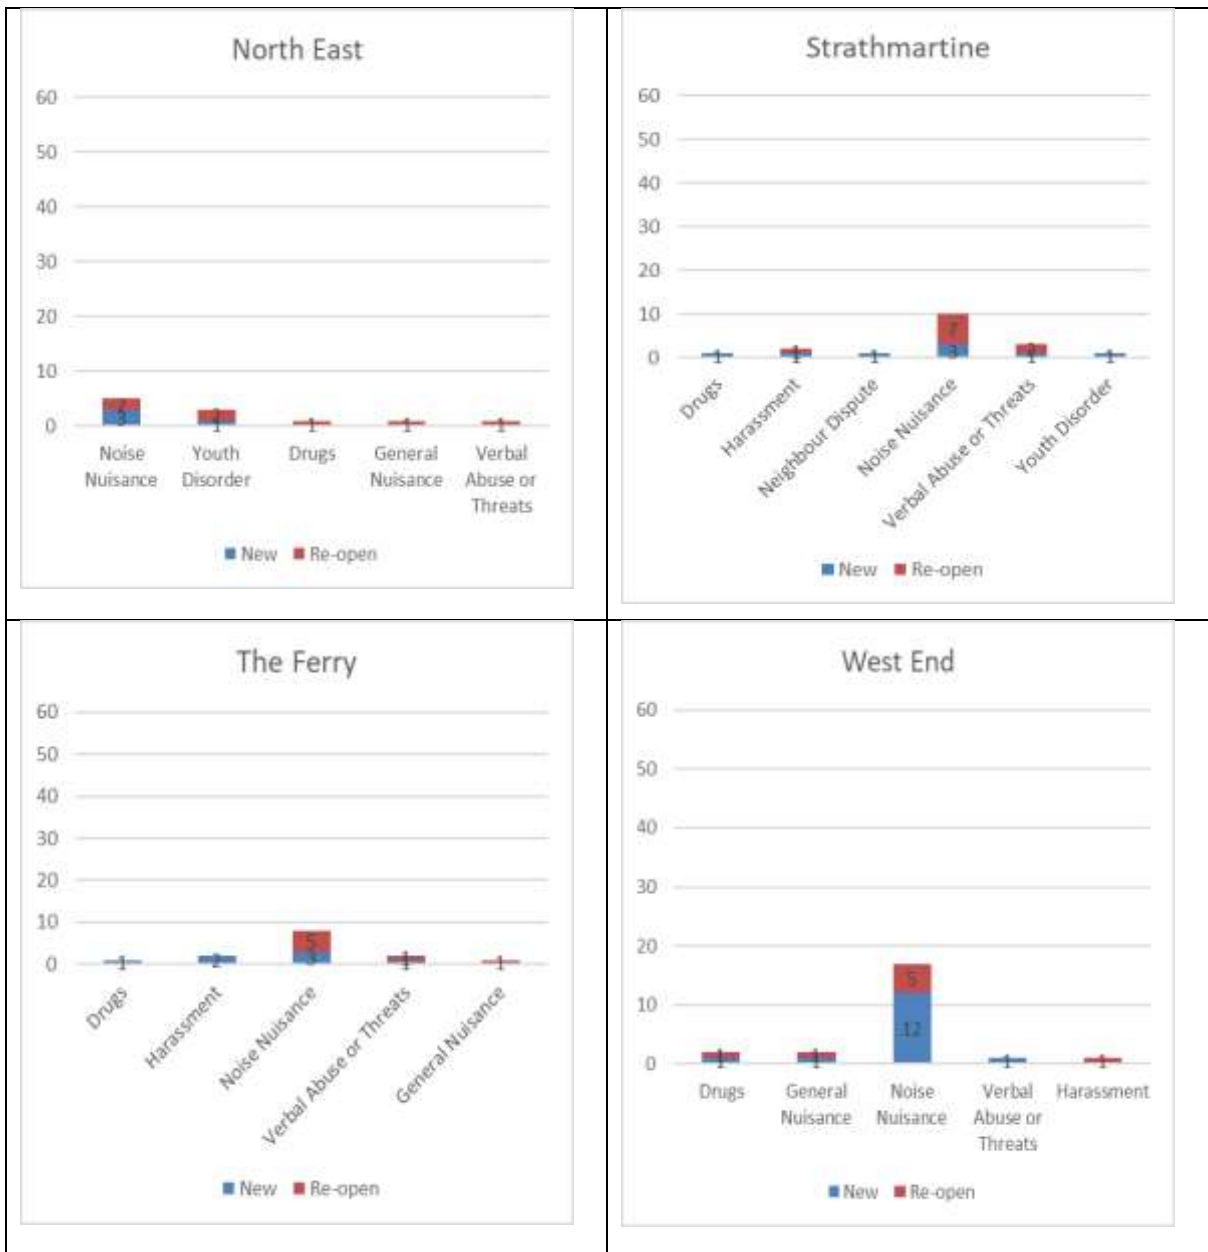 North East
60
50
40
30
20
10
0
2
3
2
1
1
1
1
Noise Nuisance
Youth Disorder
Drugs
General Nuisance
Verbal Abuse or Threats
New Re-open
Strathmartine
60
50
40
30
20
10
0
1
1
1
1
7
3
2
1
1
Drugs
Harassment
Neighbour Dispute
Noise Nuisance
Verbal Abuse or Threats
Youth Disorder
New Re-open
The Ferry
60
50
40
30
20
10
0
1
2
5
3
1
1
1
Drugs
Harassment
Noise Nuisance
Verbal Abuse or Threats
General Nuisance
New Re-open
West End
60
50
40
30
20
10
0
1
1
1
1
5
12
1
1
Drugs
General Nuisance
Noise Nuisance
Verbal Abuse or Threats
Harassment
New Re-open